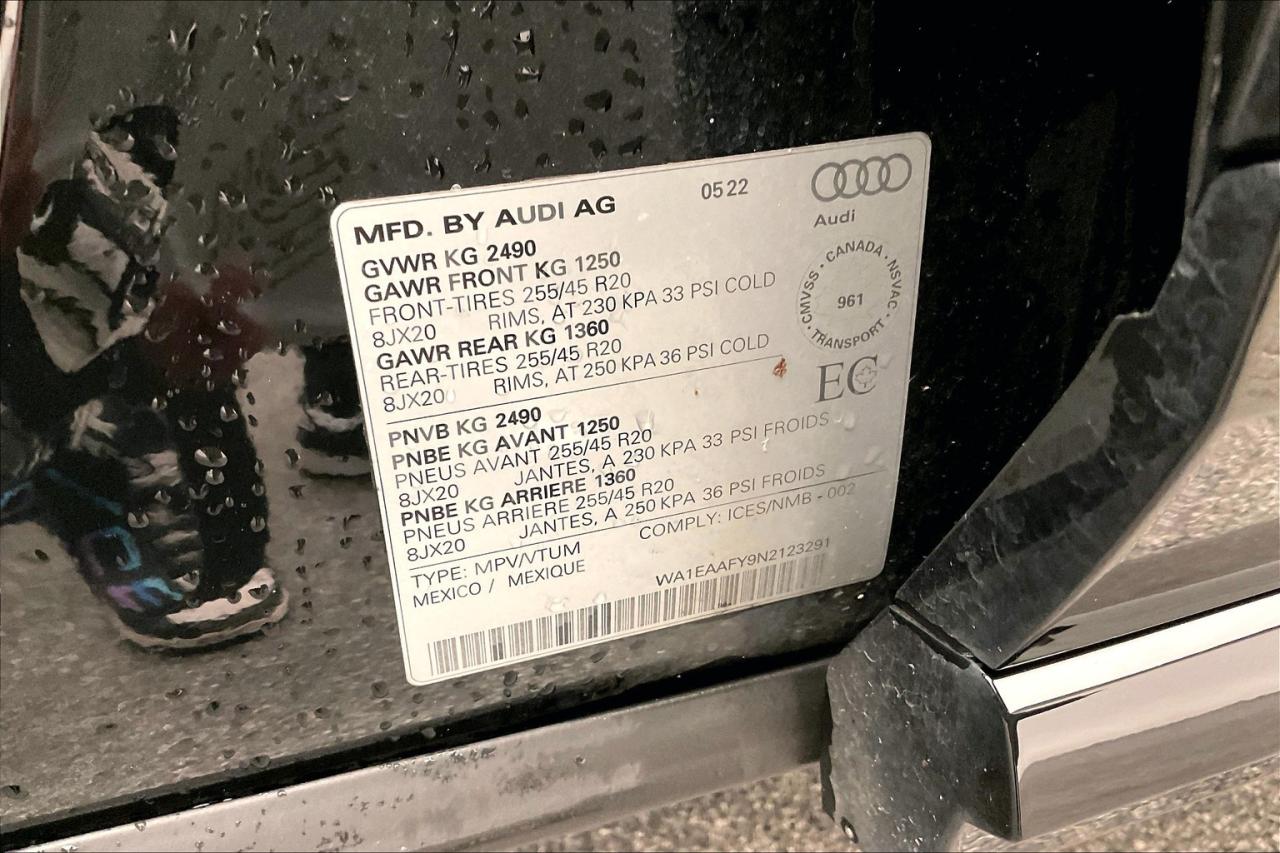 MFD. BY AUDI AG
05 22
Audi
GVWR KG 2490
GAWR FRONT KG 1250
FRONT-TIRES 255/45 R20
8JX20 RIMS, AT 230 KPA 33 PSI COLD
GAWR REAR KG 1360
REAR-TIRES 255/45 R20
8JX20 RIMS, AT 250 KPA 36 PSI COLD
· CANADA · NSVAC · TRANSPORT · CMVSS
961
EC
PNVB KG 2490
PNBE KG AVANT 1250
PNEUS AVANT 255/45 R20
8JX20 JANTES, A 230 KPA 33 PSI FROIDS
PNBE KG ARRIERE 1360
PNEUS ARRIERE 255/45 R20
8JX20 JANTES, A 250 KPA 36 PSI FROIDS
TYPE: MPV/VTUM COMPLY: ICES/NMB - 002
MEXICO / MEXIQUE
WA1EAAFY9N2123291